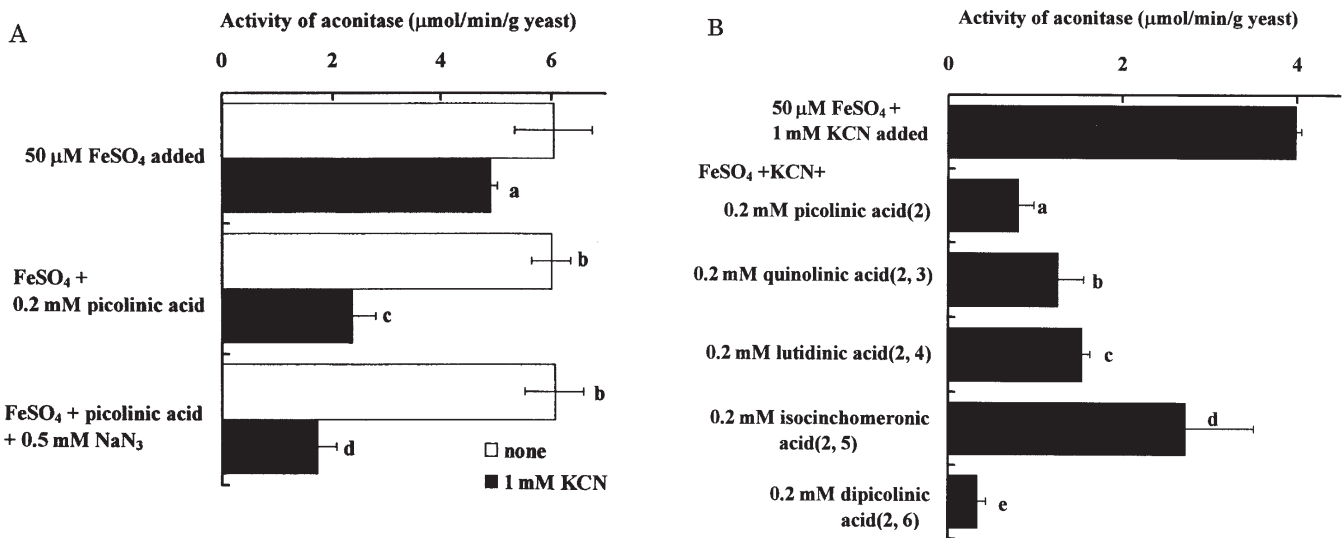 A
Activity of aconitase (μmol/min/g yeast)
0 2 4 6
50 μM FeSO₄ added
a
FeSO₄ +
0.2 mM picolinic acid
b
c
FeSO₄ + picolinic acid
+ 0.5 mM NaN₃
b
d
none
1 mM KCN
B
Activity of aconitase (μmol/min/g yeast)
0 2 4
50 μM FeSO₄ +
1 mM KCN added
FeSO₄ +KCN+
0.2 mM picolinic acid(2)
a
0.2 mM quinolinic acid(2, 3)
b
0.2 mM lutidinic acid(2, 4)
c
0.2 mM isocinchomeronic
acid(2, 5)
d
0.2 mM dipicolinic
acid(2, 6)
e